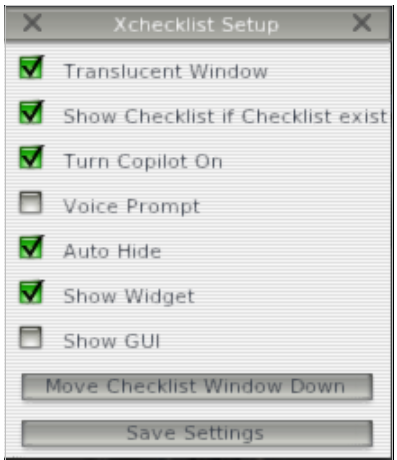 Xchecklist Setup
Translucent Window
Show Checklist if Checklist exist
Turn Copilot On
Voice Prompt
Auto Hide
Show Widget
Show GUI
Move Checklist Window Down
Save Settings